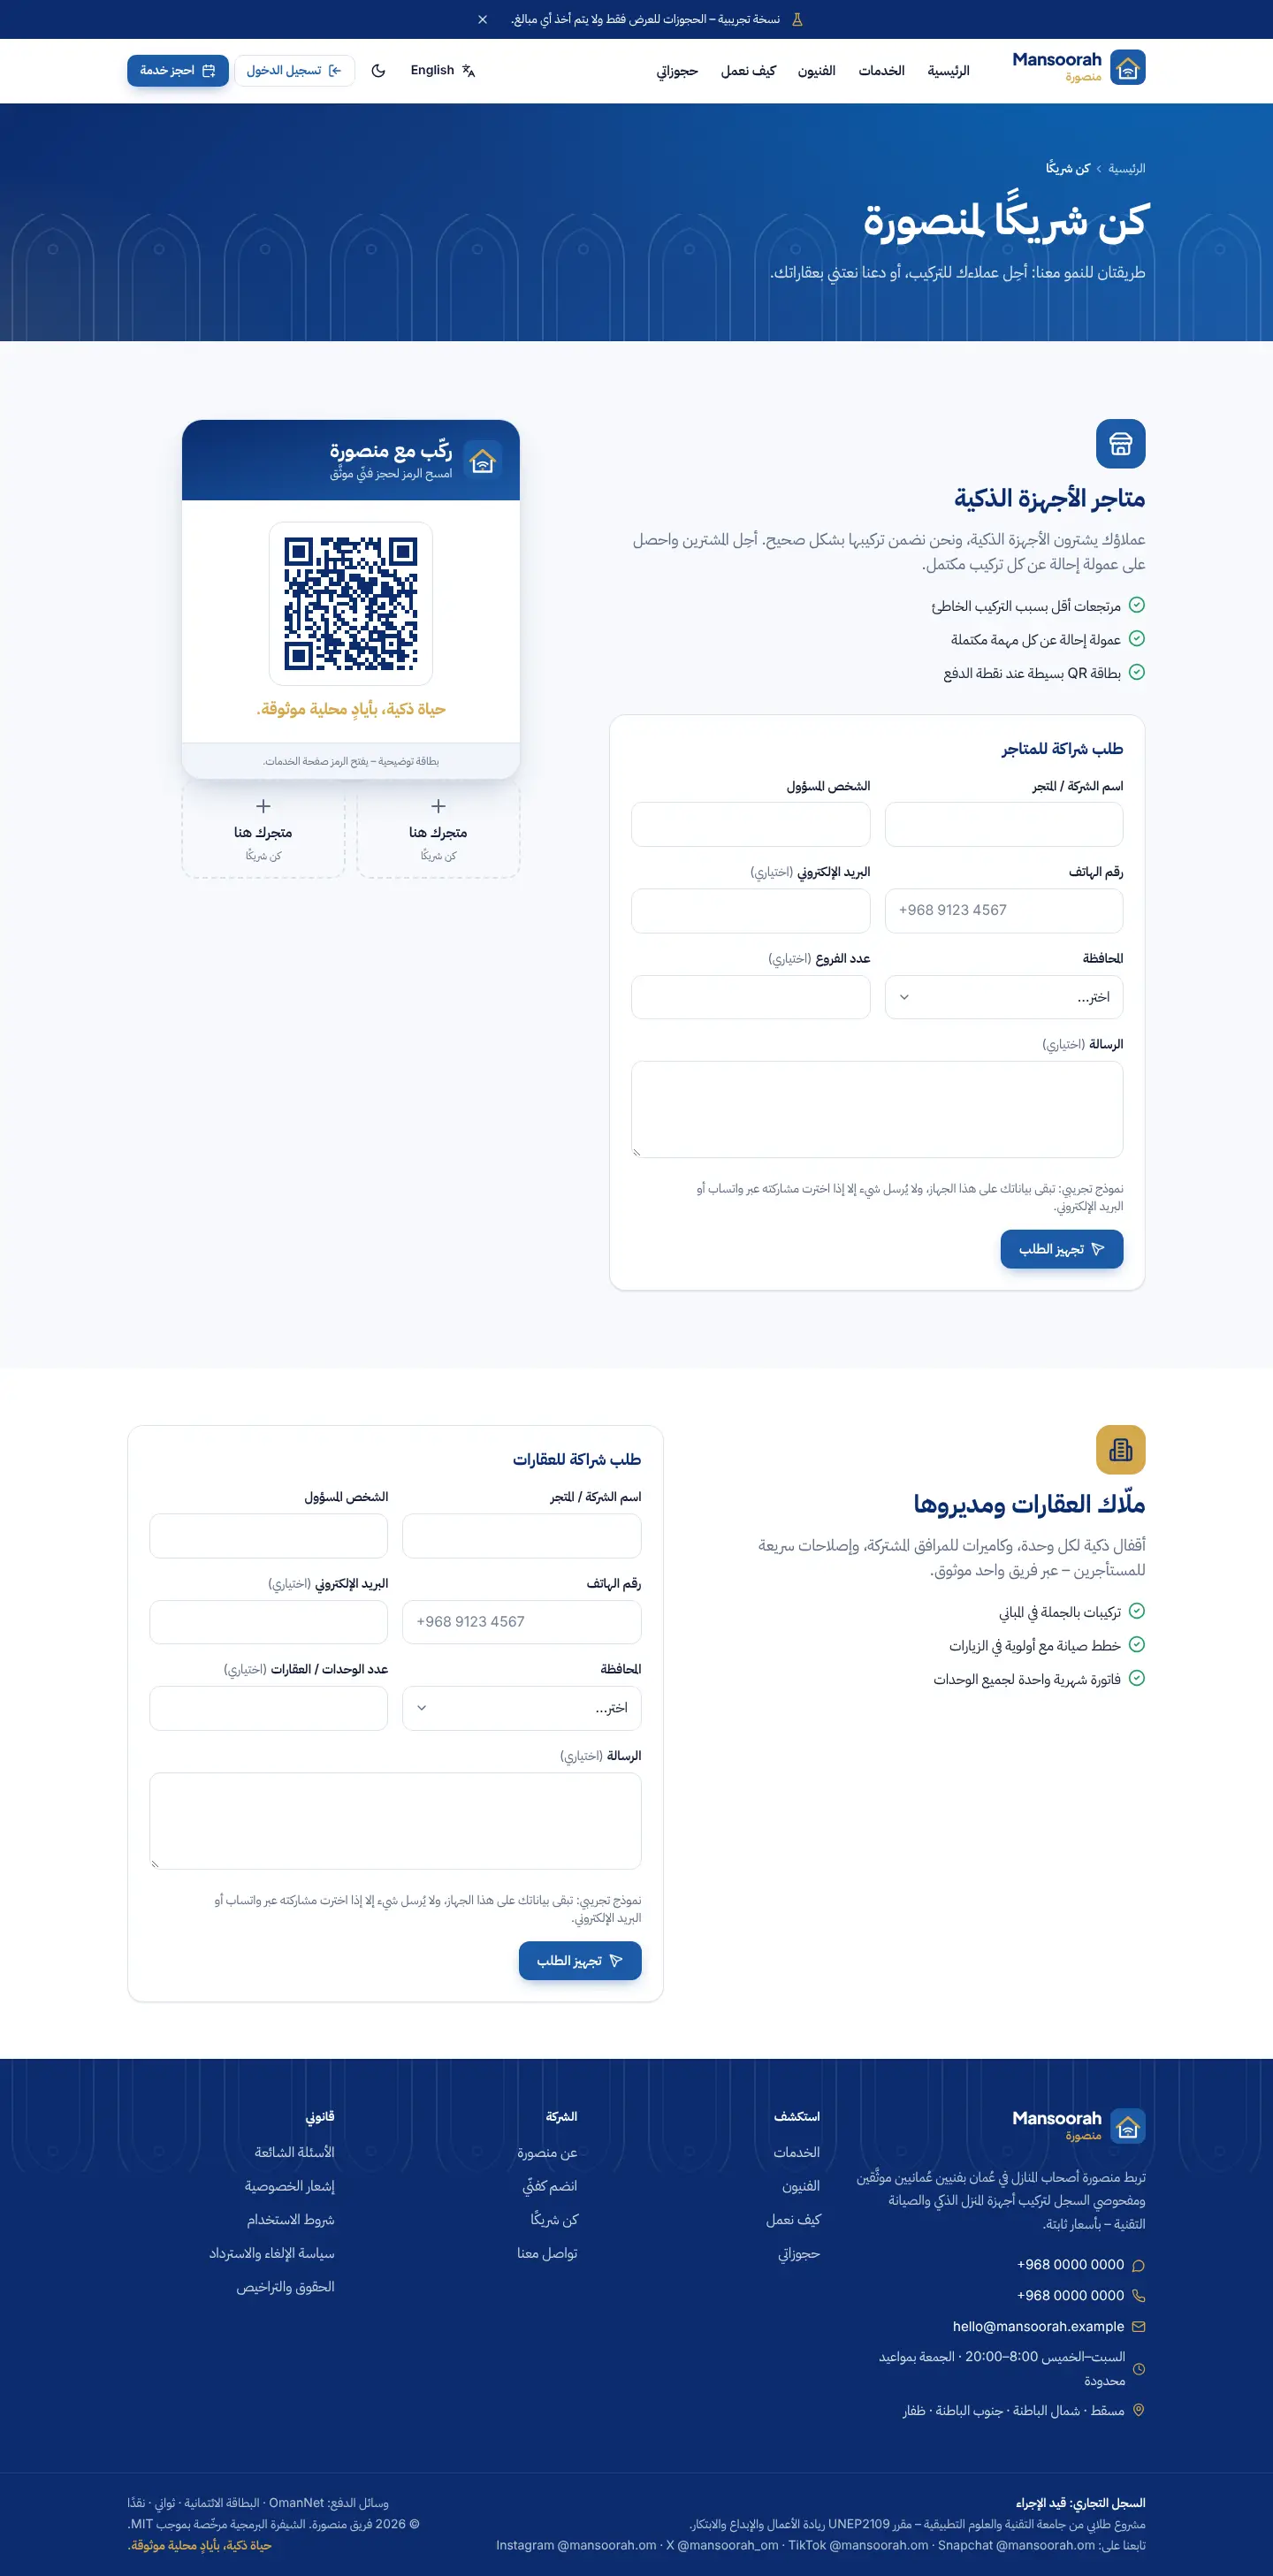 نسخة تجريبية – الحجوزات للعرض فقط ولا يتم أخذ أي مبالغ.
Mansoorah
منصورة
الرئيسية
الخدمات
الفنيون
كيف نعمل
حجوزاتي
English
تسجيل الدخول
احجز خدمة
الرئيسية › كن شريكًا
كن شريكًا لمنصورة
طريقتان للنمو معنا: أحِل عملاءك للتركيب، أو دعنا نعتني بعقاراتك.
متاجر الأجهزة الذكية
عملاؤك يشترون الأجهزة الذكية، ونحن نضمن تركيبها بشكل صحيح. أحِل المشترين واحصل
على عمولة إحالة عن كل تركيب مكتمل.
مرتجعات أقل بسبب التركيب الخاطئ
عمولة إحالة عن كل مهمة مكتملة
بطاقة QR بسيطة عند نقطة الدفع
طلب شراكة للمتاجر
اسم الشركة / المتجر
الشخص المسؤول
رقم الهاتف
البريد الإلكتروني (اختياري)
+968 9123 4567
المحافظة
عدد الفروع (اختياري)
اختر...
الرسالة (اختياري)
نموذج تجريبي: تبقى بياناتك على هذا الجهاز، ولا يُرسل شيء إلا إذا اخترت مشاركته عبر واتساب أو
البريد الإلكتروني.
تجهيز الطلب
ركّب مع منصورة
امسح الرمز لحجز فنّي موثّق
حياة ذكية، بأيادٍ محلية موثوقة.
بطاقة توضيحية – يفتح الرمز صفحة الخدمات.
متجرك هنا
كن شريكًا
متجرك هنا
كن شريكًا
ملّاك العقارات ومديروها
أقفال ذكية لكل وحدة، وكاميرات للمرافق المشتركة، وإصلاحات سريعة
للمستأجرين – عبر فريق واحد موثوق.
تركيبات بالجملة في المباني
خطط صيانة مع أولوية في الزيارات
فاتورة شهرية واحدة لجميع الوحدات
طلب شراكة للعقارات
اسم الشركة / المتجر
الشخص المسؤول
رقم الهاتف
البريد الإلكتروني (اختياري)
+968 9123 4567
المحافظة
عدد الوحدات / العقارات (اختياري)
اختر...
الرسالة (اختياري)
نموذج تجريبي: تبقى بياناتك على هذا الجهاز، ولا يُرسل شيء إلا إذا اخترت مشاركته عبر واتساب أو
البريد الإلكتروني.
تجهيز الطلب
Mansoorah
منصورة
تربط منصورة أصحاب المنازل في عُمان بفنيين عُمانيين موثّقين
ومفحوصي السجل لتركيب أجهزة المنزل الذكي والصيانة
التقنية – بأسعار ثابتة.
+968 0000 0000
+968 0000 0000
hello@mansoorah.example
السبت–الخميس 8:00–20:00 · الجمعة بمواعيد
محدودة
مسقط · شمال الباطنة · جنوب الباطنة · ظفار
استكشف
الخدمات
الفنيون
كيف نعمل
حجوزاتي
الشركة
عن منصورة
انضم كفنّي
كن شريكًا
تواصل معنا
قانوني
الأسئلة الشائعة
إشعار الخصوصية
شروط الاستخدام
سياسة الإلغاء والاسترداد
الحقوق والتراخيص
السجل التجاري: قيد الإجراء
مشروع طلابي من جامعة التقنية والعلوم التطبيقية – مقرر UNEP2109 ريادة الأعمال والإبداع والابتكار.
تابعنا على: Instagram @mansoorah.om · X @mansoorah_om · TikTok @mansoorah.om · Snapchat @mansoorah.om
وسائل الدفع: OmanNet · البطاقة الائتمانية · ثواني · نقدًا
© 2026 فريق منصورة. الشيفرة البرمجية مرخّصة بموجب MIT.
حياة ذكية، بأيادٍ محلية موثوقة.